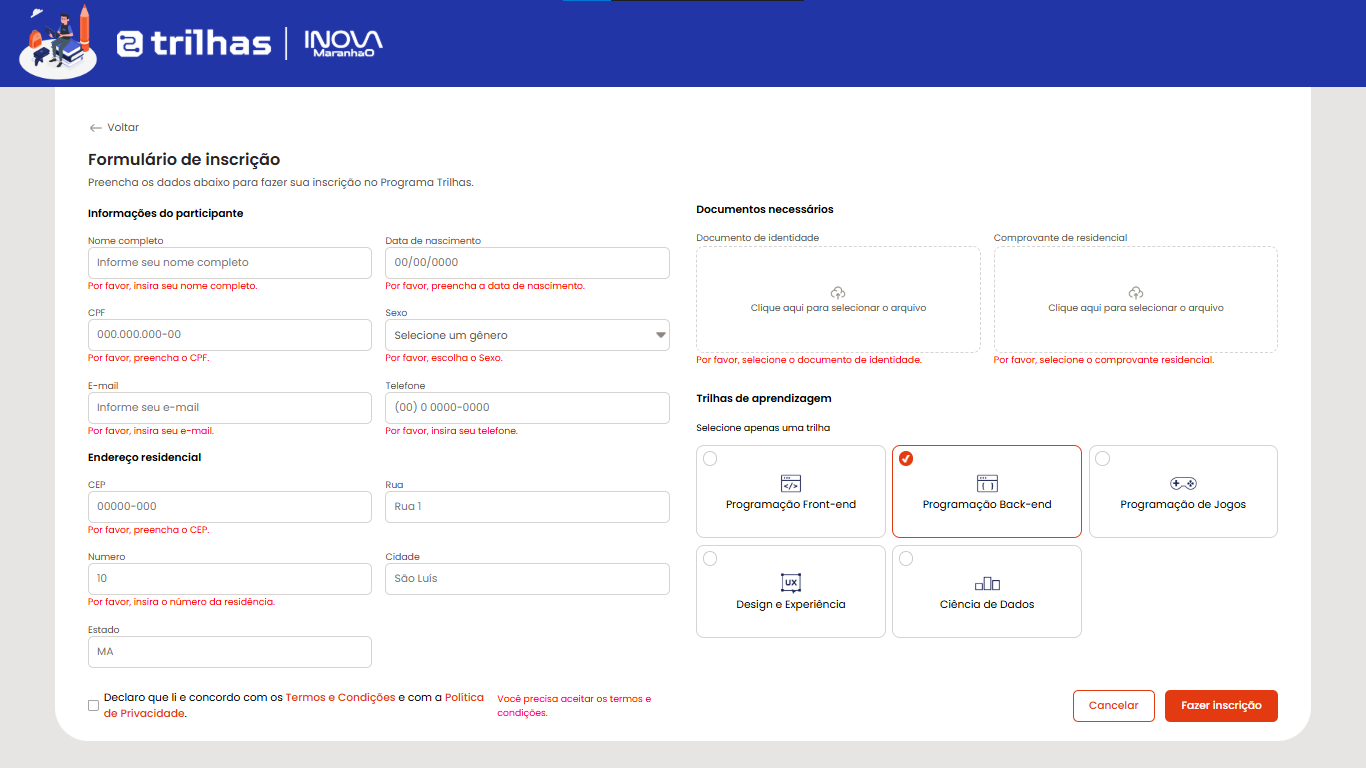 trilhas
INOVA
MaranhãO
Voltar
Formulário de inscrição
Preencha os dados abaixo para fazer sua inscrição no Programa Trilhas.
Informações do participante
Nome completo
Data de nascimento
Informe seu nome completo
00/00/0000
Por favor, insira seu nome completo.
Por favor, preencha a data de nascimento.
CPF
Sexo
000.000.000-00
Selecione um gênero
Por favor, preencha o CPF.
Por favor, escolha o Sexo.
E-mail
Telefone
Informe seu e-mail
(00) 0 0000-0000
Por favor, insira seu e-mail.
Por favor, insira seu telefone.
Endereço residencial
CEP
Rua
00000-000
Rua 1
Por favor, preencha o CEP.
Numero
Cidade
10
São Luís
Por favor, insira o número da residência.
Estado
MA
Declaro que li e concordo com os Termos e Condições e com a Política
de Privacidade.
Você precisa aceitar os termos e
condições.
Documentos necessários
Documento de identidade
Comprovante de residencial
Clique aqui para selecionar o arquivo
Clique aqui para selecionar o arquivo
Por favor, selecione o documento de identidade.
Por favor, selecione o comprovante residencial.
Trilhas de aprendizagem
Selecione apenas uma trilha
Programação Front-end
Programação Back-end
Programação de Jogos
UX
Design e Experiência
Ciência de Dados
Cancelar
Fazer inscrição